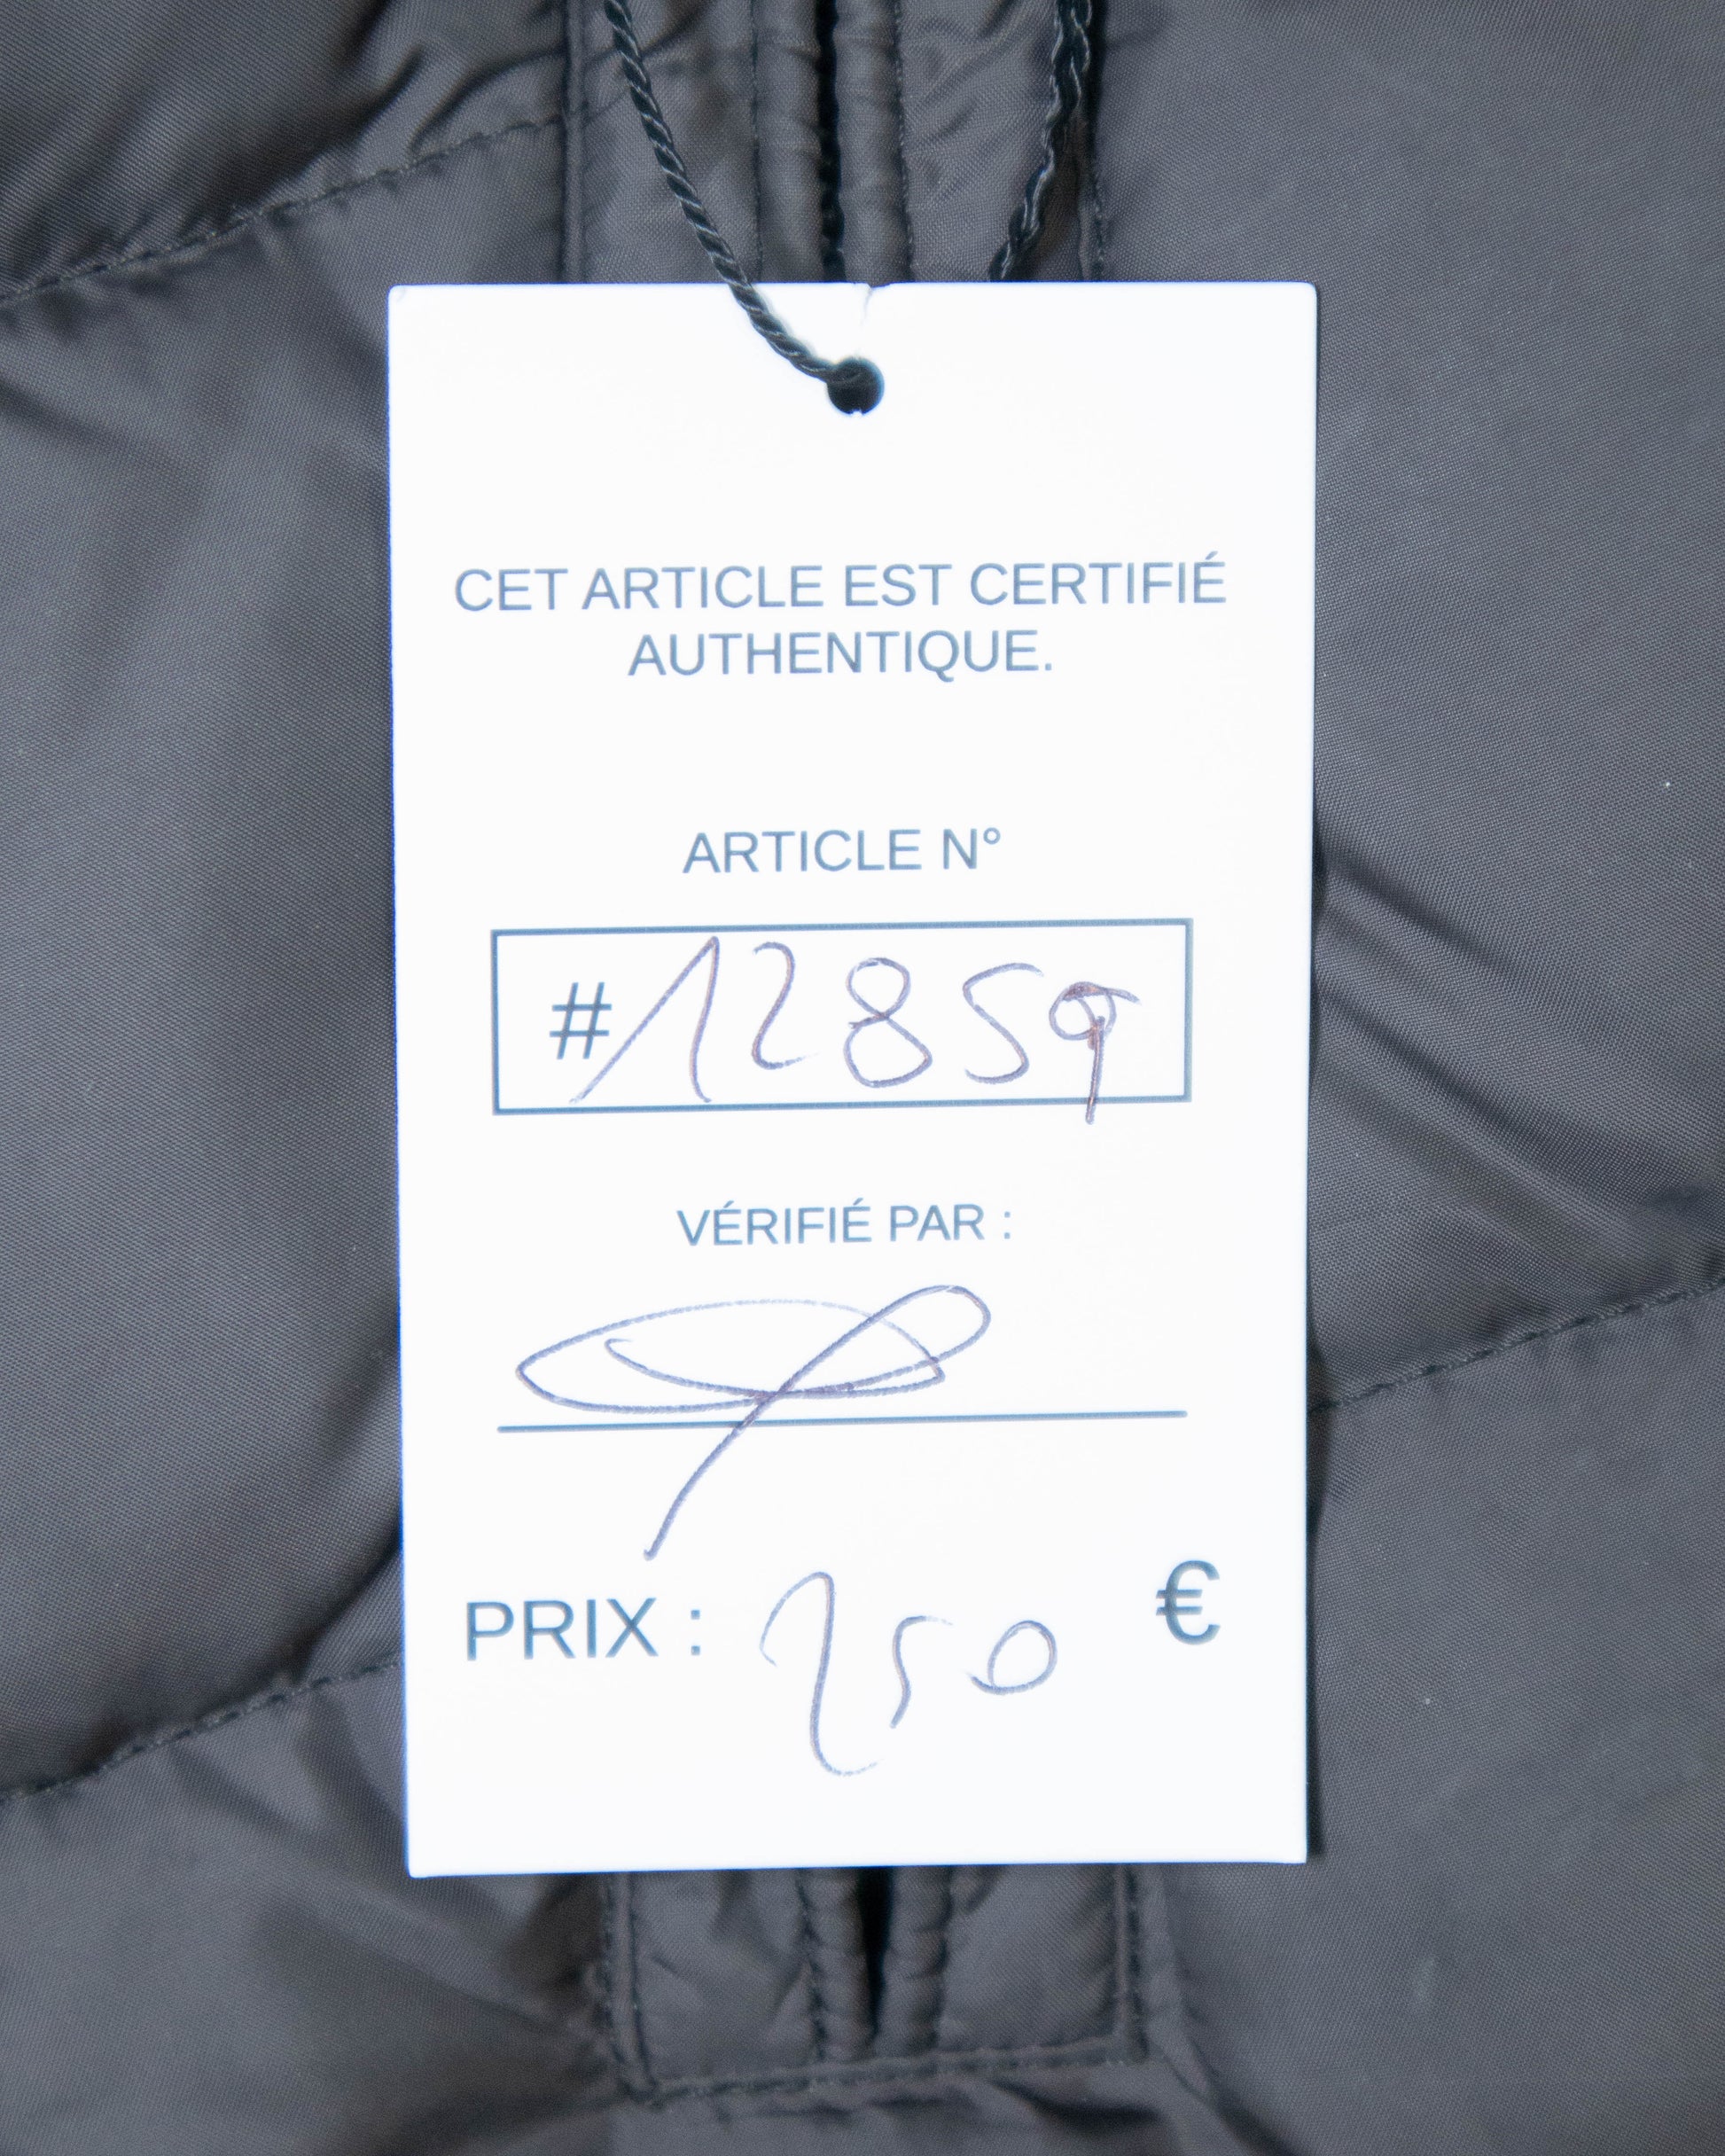 CET ARTICLE EST CERTIFIÉ
AUTHENTIQUE.
ARTICLE N°
#12859
VÉRIFIÉ PAR :
PRIX : 250 €